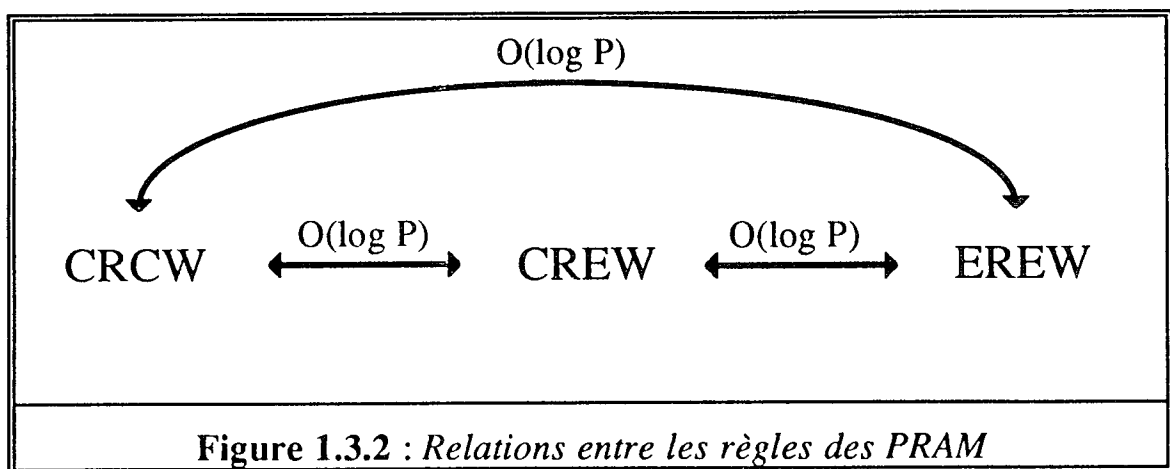 O(log P)
CRCW O(log P) CREW O(log P) EREW
Figure 1.3.2 : Relations entre les règles des PRAM